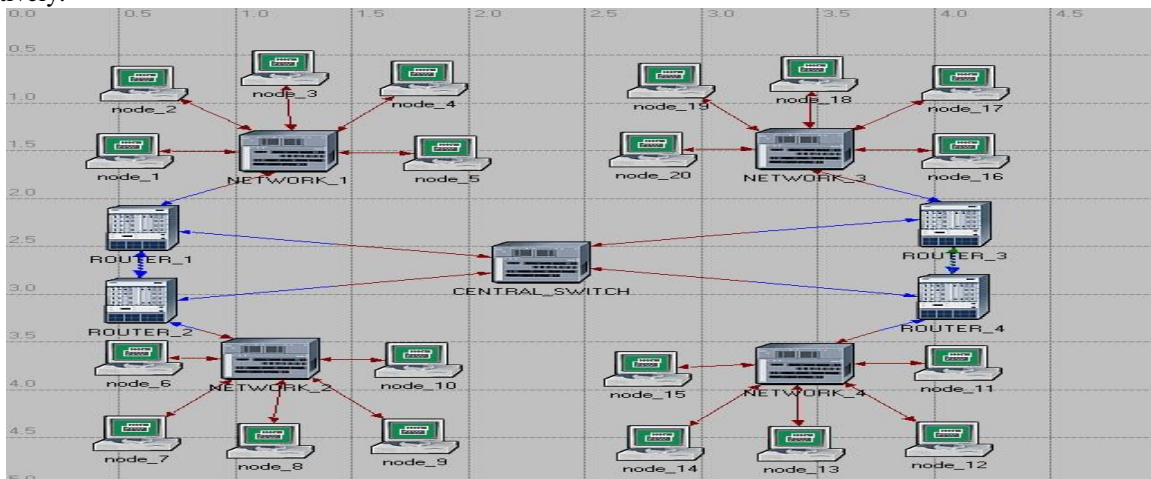 tively.
0.0 0.5 1.0 1.5 2.0 2.5 3.0 3.5 4.0 4.5
0.5
node_3
node_18
node_2
node_4
node_19
node_17
1.0
1.5
node_1
NETWORK_1
node_5
node_20
NETWORK_3
node_16
2.0
2.5
ROUTER_1
ROUTER_3
CENTRAL_SWITCH
3.0
ROUTER_2
ROUTER_4
3.5
node_6
NETWORK_2
node_10
node_15
NETWORK_4
node_11
4.0
4.5
node_7
node_8
node_9
node_14
node_13
node_12
5.0